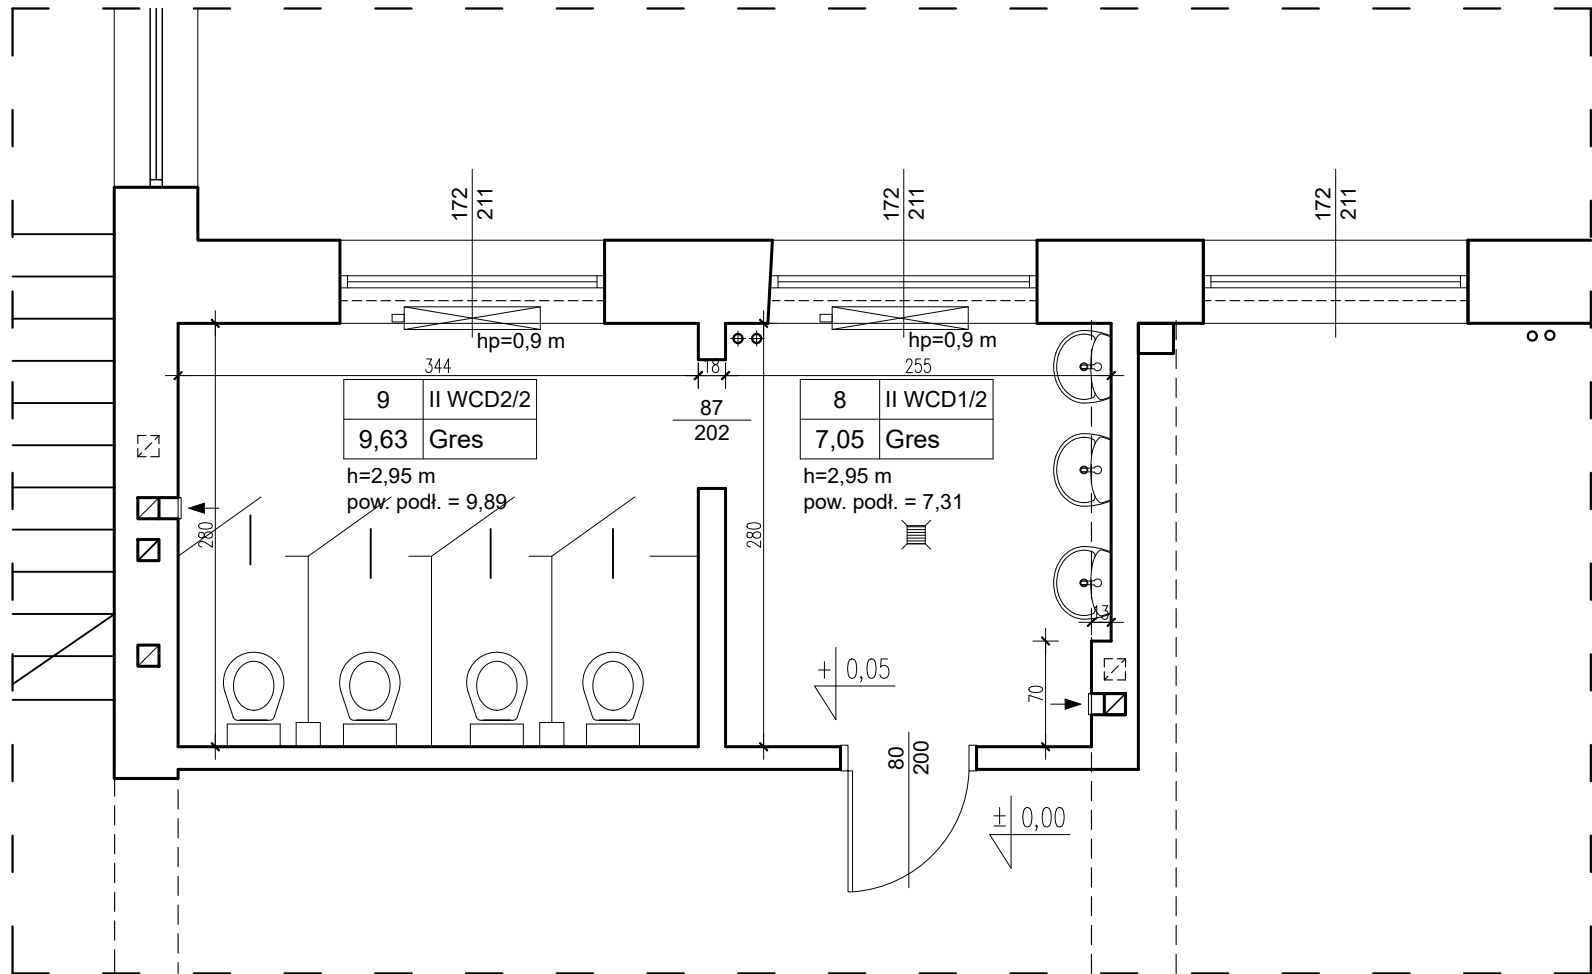 172
211
172
211
172
211
hp=0,9 m
hp=0,9 m
344
18
255
9 II WCD2/2
9,63 Gres
h=2,95 m
pow. podł. = 9,89
87
202
8 II WCD1/2
7,05 Gres
h=2,95 m
pow. podł. = 7,31
280
280
13
70
+ 0,05
80
200
± 0,00